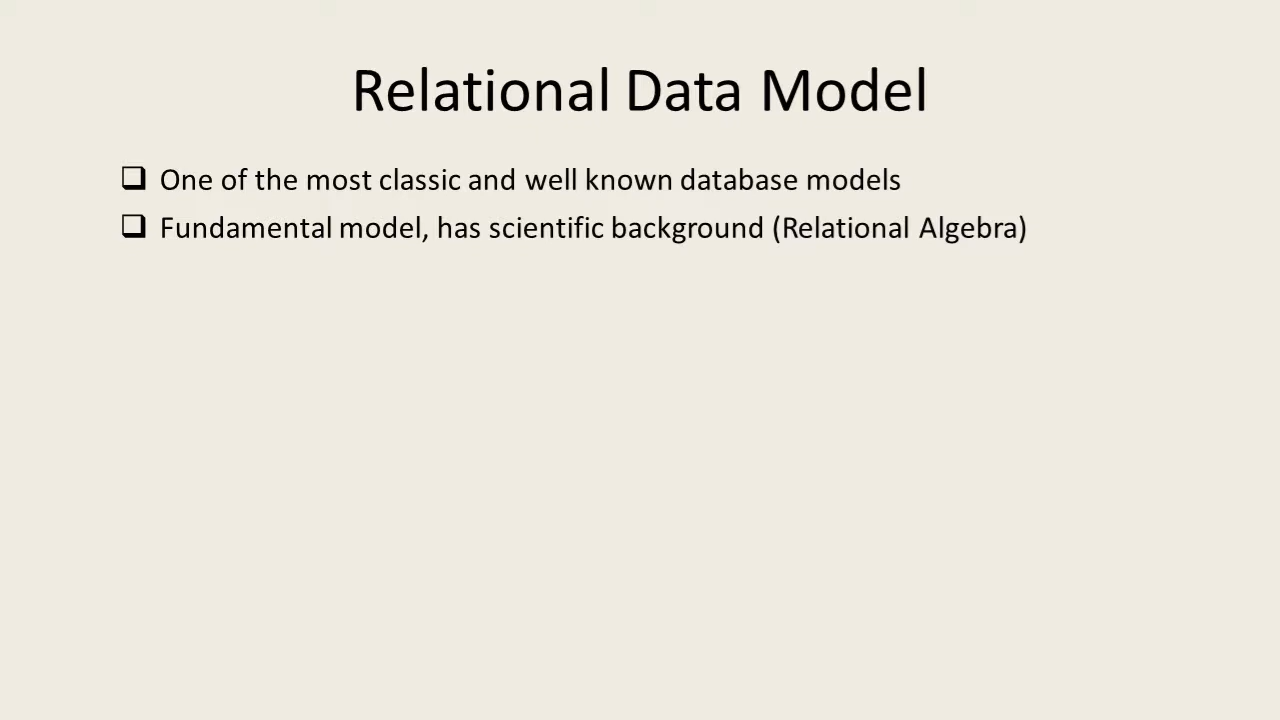 Relational Data Model
❑ One of the most classic and well known database models
❑ Fundamental model, has scientific background (Relational Algebra)